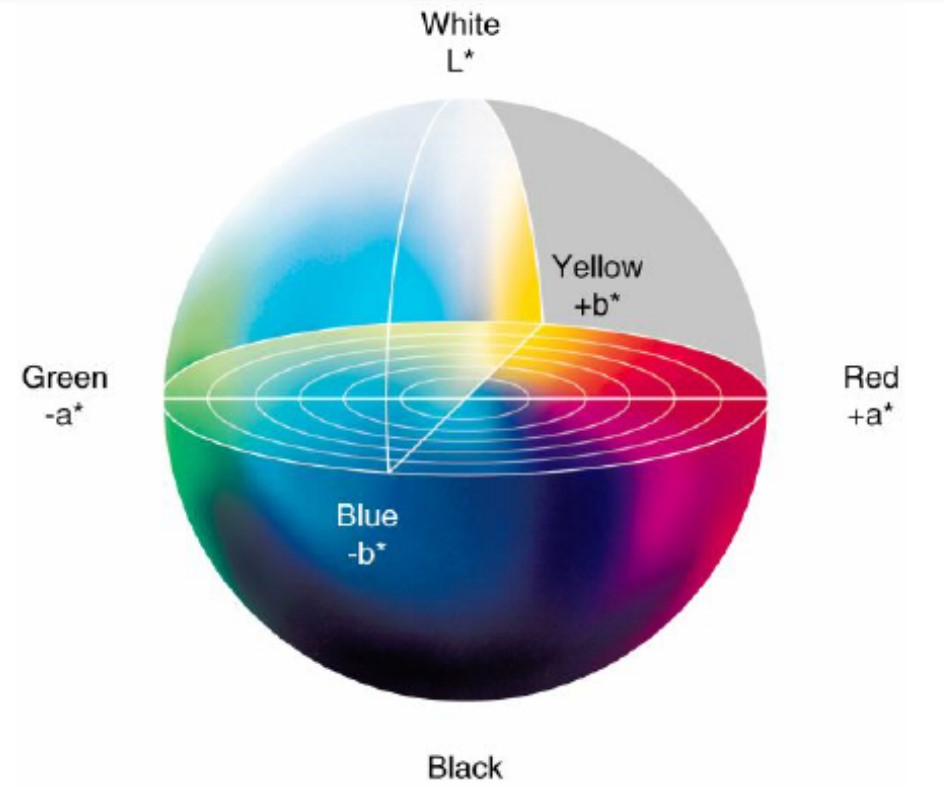 White
L*
Yellow
+b*
Green
-a*
Red
+a*
Blue
-b*
Black